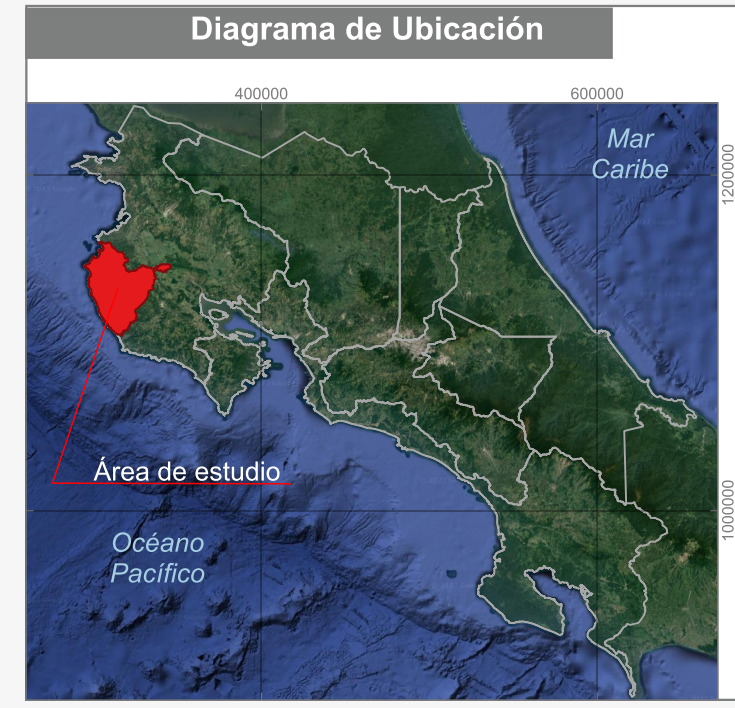 Diagrama de Ubicación
400000
600000
Mar
Caribe
1200000
Área de estudio
1000000
Océano
Pacífico